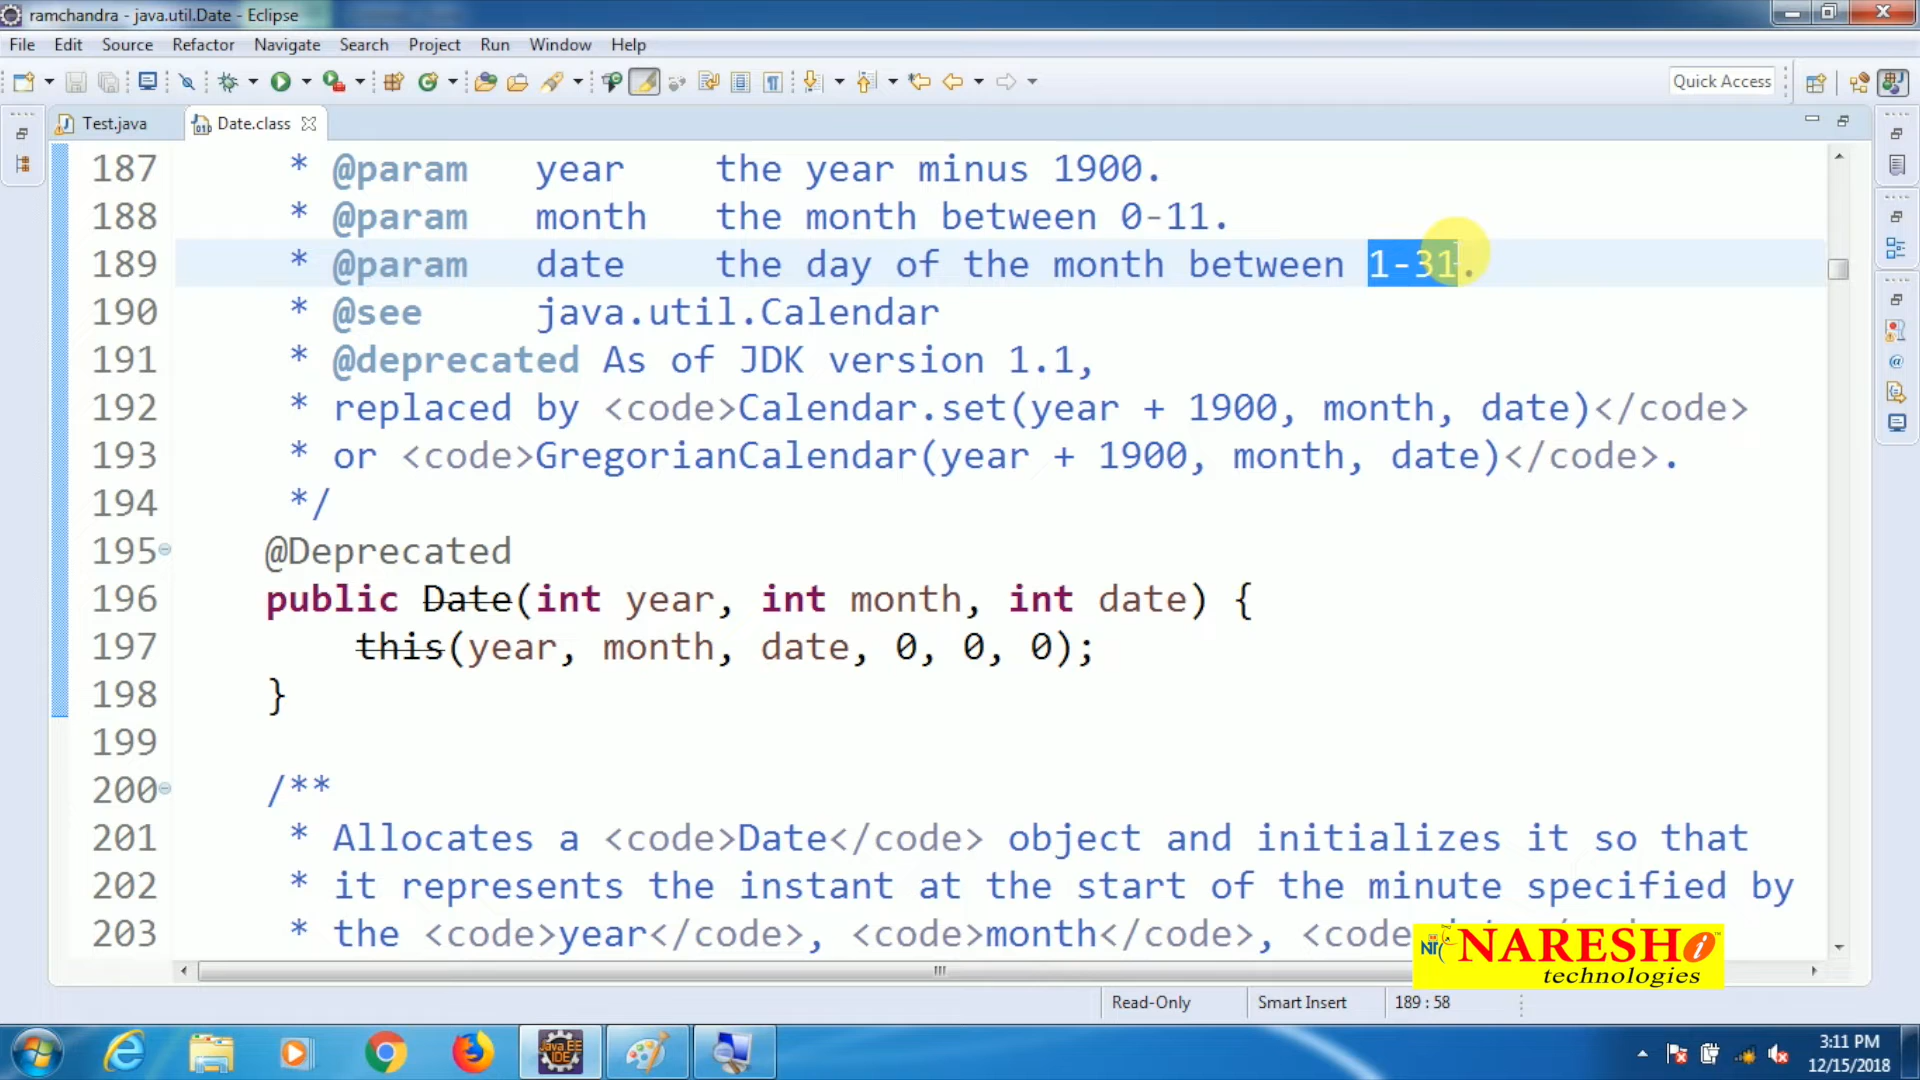 ramchandra - java.util.Date - Eclipse
File Edit Source Refactor Navigate Search Project Run Window Help
Quick Access
Test.java Date.class
187 * @param year the year minus 1900.
188 * @param month the month between 0-11.
189 * @param date the day of the month between 1-31.
190 * @see java.util.Calendar
191 * @deprecated As of JDK version 1.1,
192 * replaced by <code>Calendar.set(year + 1900, month, date)</code>
193 * or <code>GregorianCalendar(year + 1900, month, date)</code>.
194 */
195 @Deprecated
196 public Date(int year, int month, int date) {
197 this(year, month, date, 0, 0, 0);
198 }
199
200 /**
201 * Allocates a <code>Date</code> object and initializes it so that
202 * it represents the instant at the start of the minute specified by
203 * the <code>year</code>, <code>month</code>, <code
NARESH i
technologies
Read-Only Smart Insert 189 : 58
Java EE
IDE
3:11 PM
12/15/2018